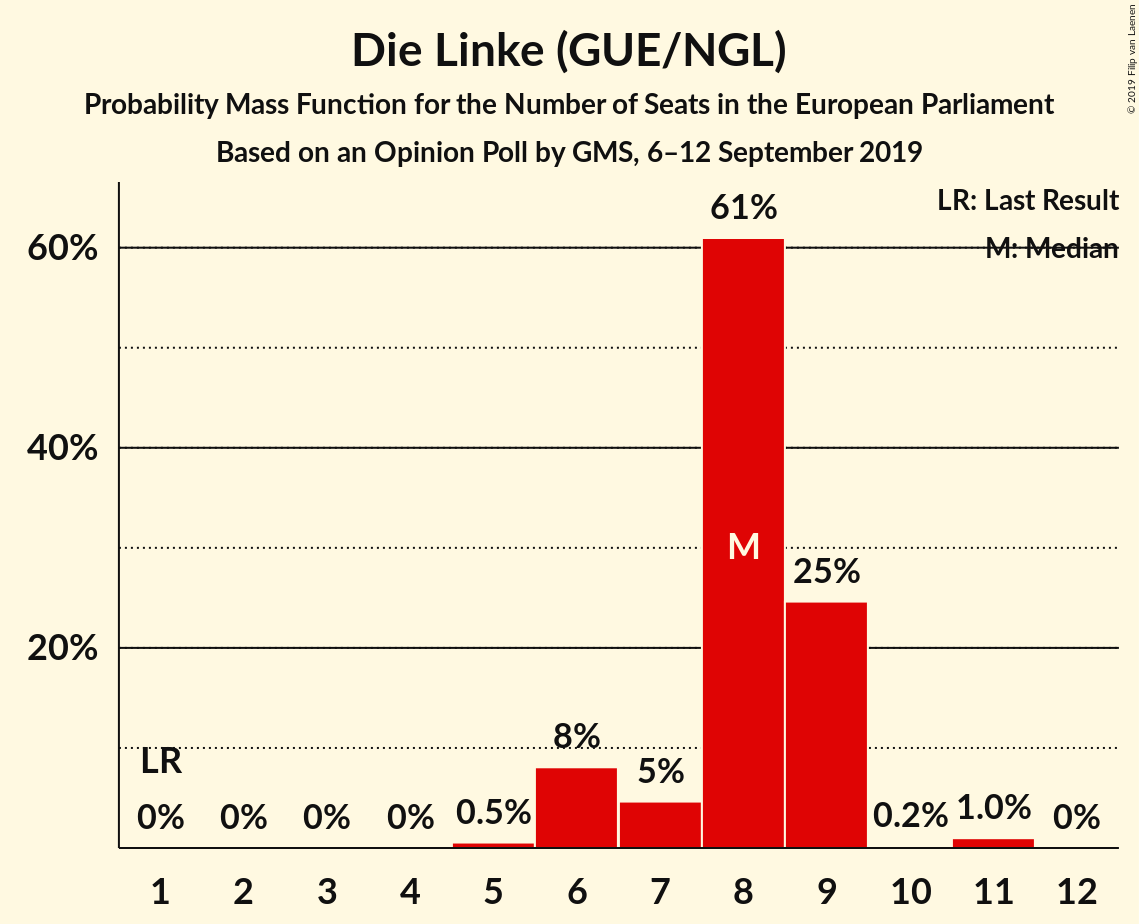 Die Linke (GUE/NGL)
Probability Mass Function for the Number of Seats in the European Parliament
Based on an Opinion Poll by GMS, 6–12 September 2019
© 2019 Filip van Laenen
LR: Last Result
M: Median
60%
40%
20%
61%
M
25%
8%
5%
LR
0%
0%
0%
0%
0.5%
0.2%
1.0%
0%
1 2 3 4 5 6 7 8 9 10 11 12